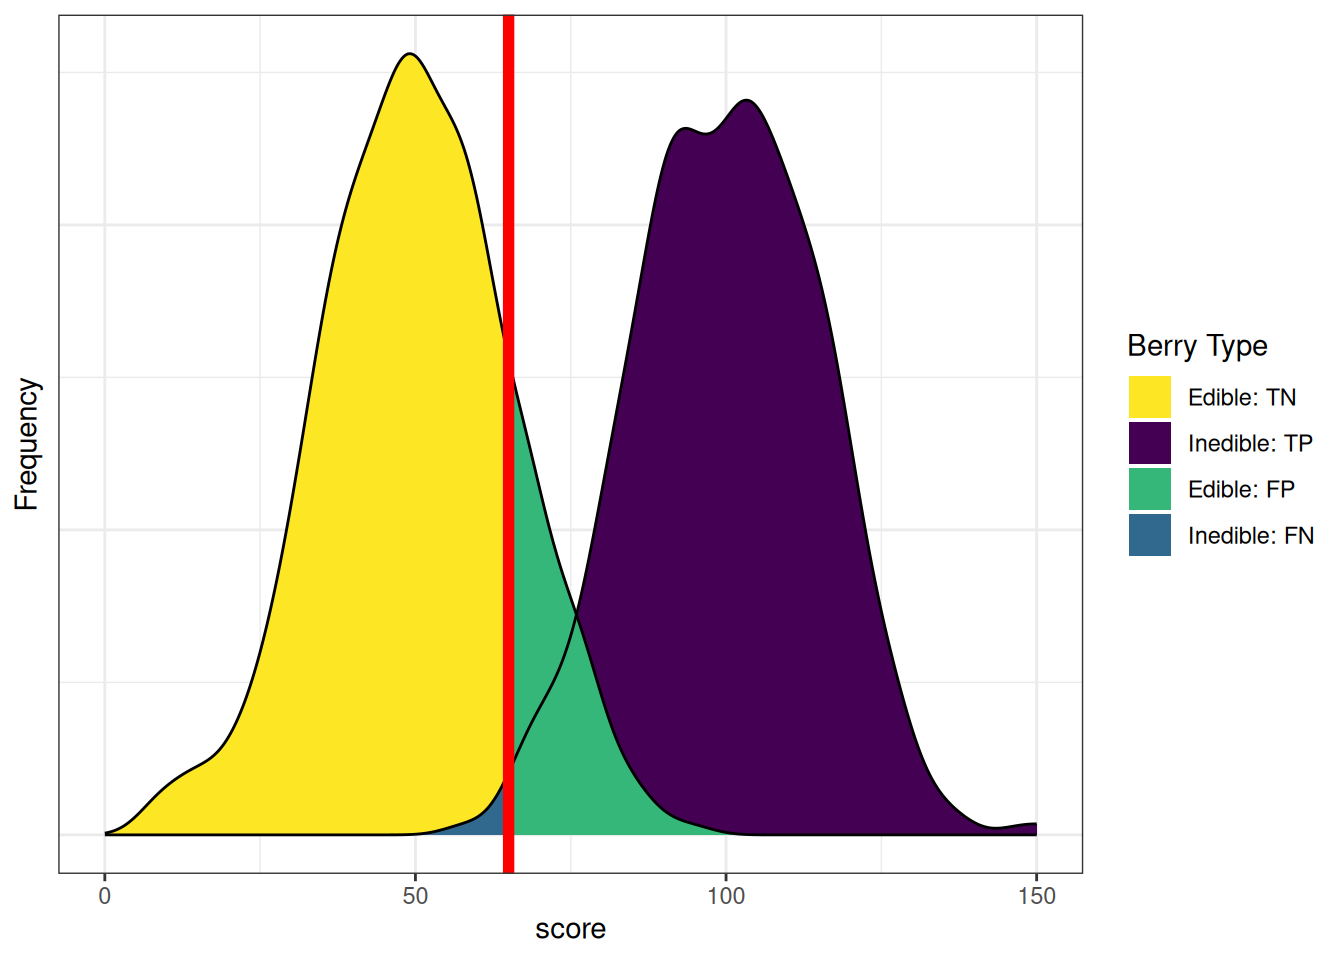 Frequency
0
50
100
150
score
Berry Type
Edible: TN
Inedible: TP
Edible: FP
Inedible: FN